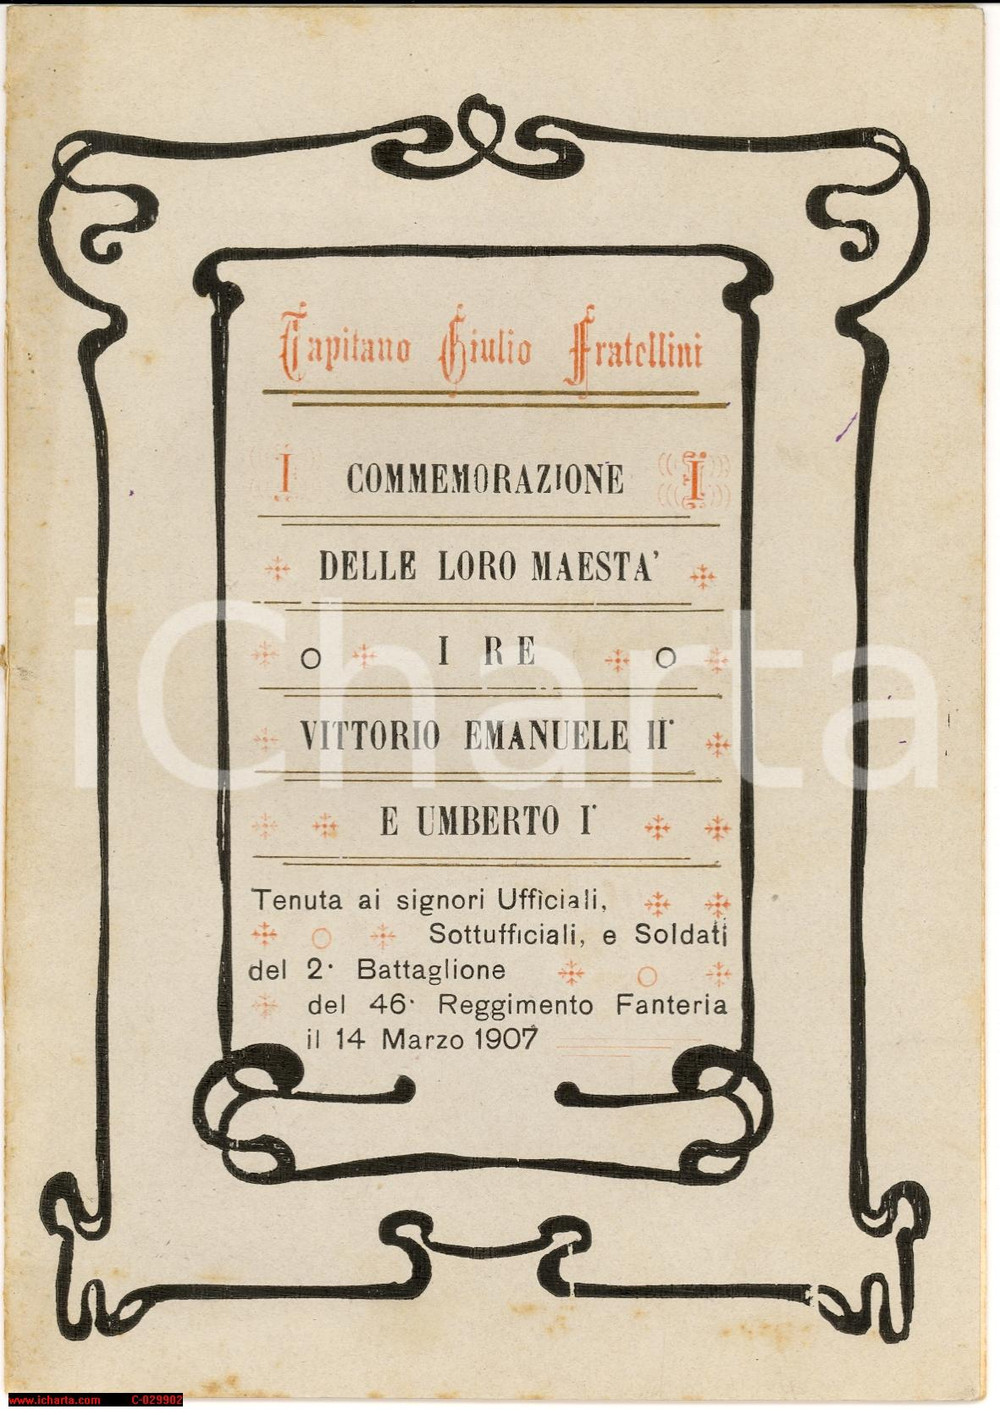 Capitano Giulio Fratellini
COMMEMORAZIONE
DELLE LORO MAESTA'
I RE
VITTORIO EMANUELE II°
E UMBERTO I°
Tenuta ai signori Ufficiali,
Sottufficiali, e Soldati
del 2° Battaglione
del 46° Reggimento Fanteria
il 14 Marzo 1907
iCharta
www.icharta.com C-029902